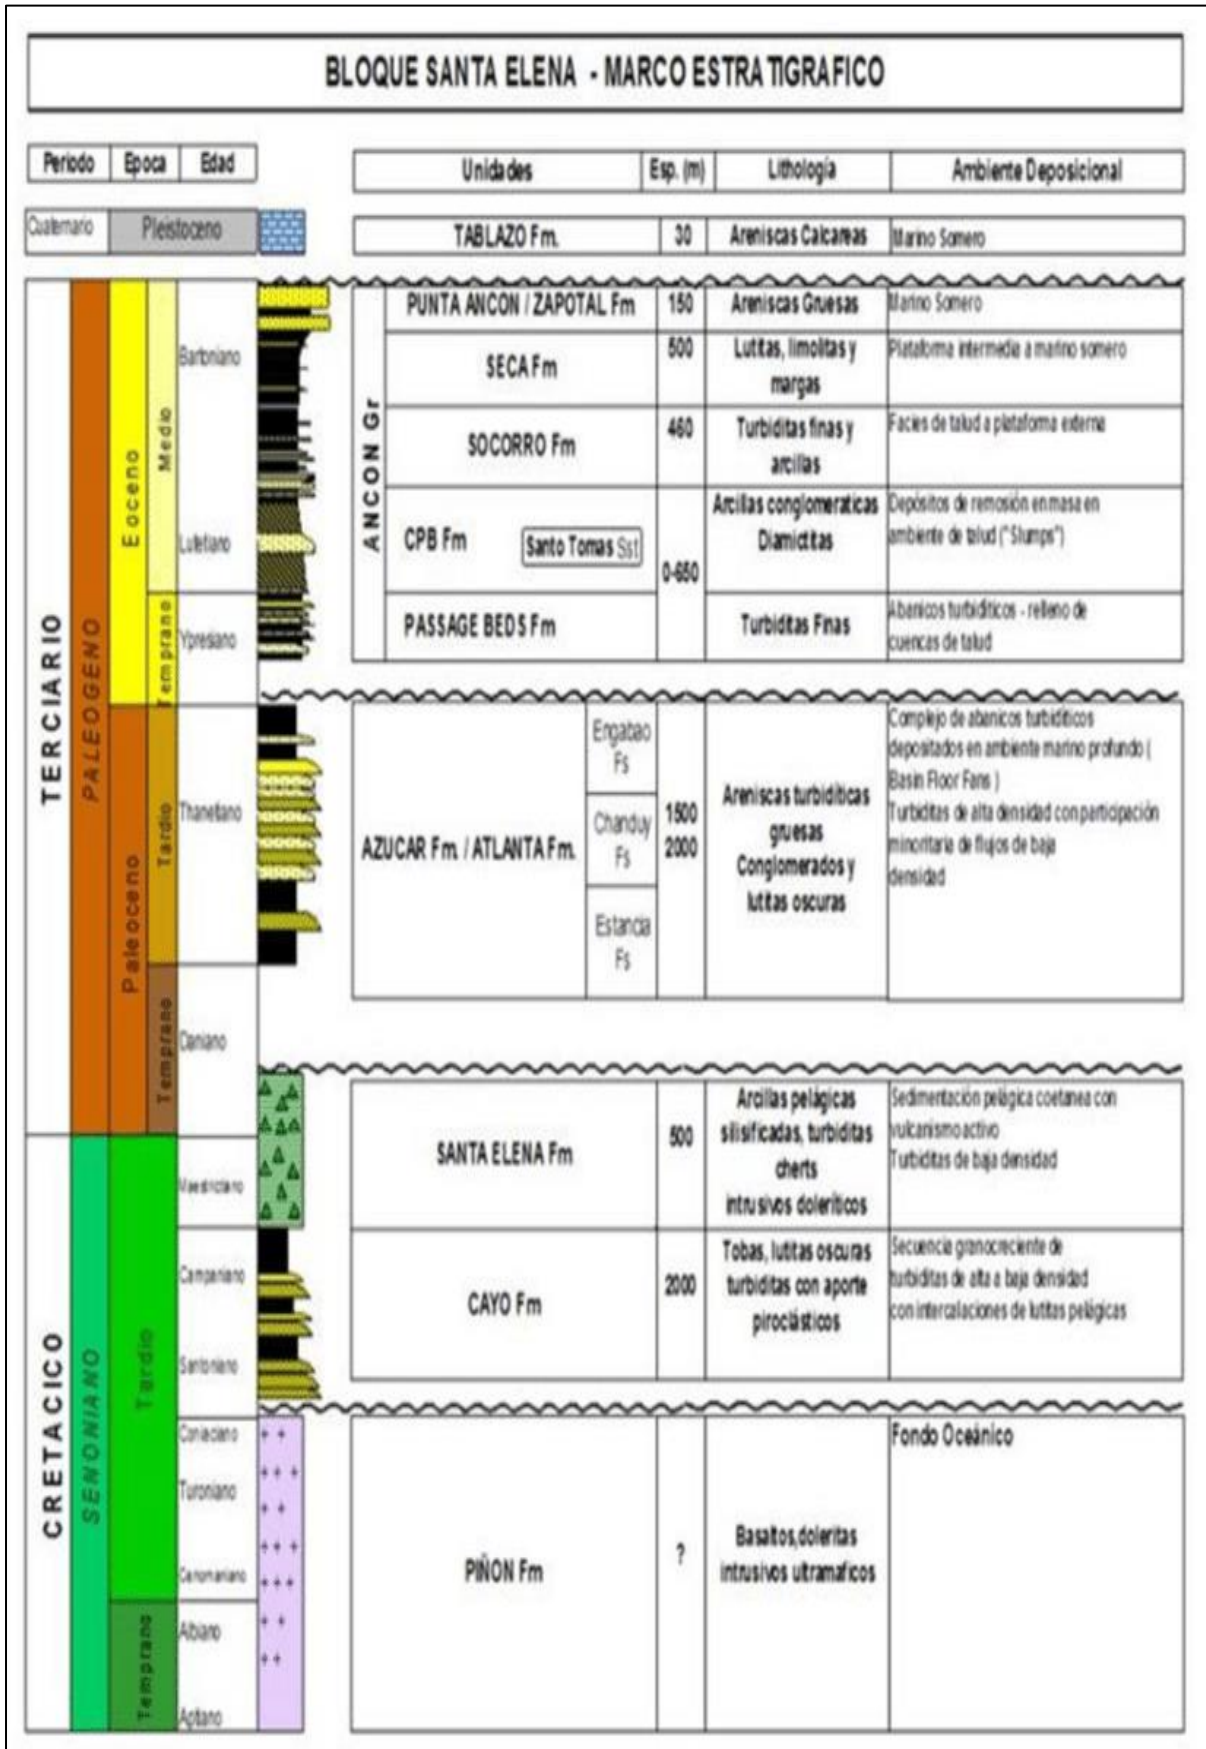 BLOQUE SANTA ELENA - MARCO ESTRATIGRAFICO
Periodo Epoca Edad Unidades Esp. (m) Lithología Ambiente Deposicional
Cuaternario Pleistoceno TABLAZO Fm. 30 Areniscas Calcareas Marino Somero
TERCIARIO
PALEOGENO
Eoceno
Medio
Bartoniano
Lutetiano
Temprano
Ypresiano
Paleoceno
Tardio
Thanetiano
Temprano
Daniano
CRETACICO
SENONIANO
Tardio
Maestrictiano
Campaniano
Santoniano
Coniaciano
Turoniano
Cenomaniano
Temprano
Albiano
Aptiano
ANCON Gr
PUNTA ANCON / ZAPOTAL Fm 150 Areniscas Gruesas Marino Somero
SECA Fm 500 Lutitas, limolitas y Plataforma intermedia a marino somero
margas
SOCORRO Fm 460 Turbiditas finas y Facies de talud a plataforma externa
arcillas
CPB Fm Santo Tomas Sst
Arcillas conglomeraticas
Diamictitas
Depósitos de remosión en masa en
ambiente de talud ("Slumps")
0-650
PASSAGE BEDS Fm Turbiditas Finas
Abanicos turbidíticos - relleno de
cuencas de talud
AZUCAR Fm. / ATLANTA Fm.
Engabao
Fs
Chanduy
Fs
Estancia
Fs
1500
2000
Areniscas turbidíticas
gruesas
Conglomerados y
lutitas oscuras
Complejo de abanicos turbidíticos
depositados en ambiente marino profundo (
Basin Floor Fans )
Turbiditas de alta densidad con participación
minoritaria de flujos de baja
densidad
SANTA ELENA Fm 500
Arcillas pelágicas
silisificadas, turbiditas
cherts
intrusivos doleríticos
Sedimentación pelágica coetanea con
vulcanismo activo
Turbiditas de baja densidad
CAYO Fm 2000
Tobas, lutitas oscuras
turbiditas con aporte
piroclásticos
Secuencia granocreciente de
turbiditas de alta a baja densidad
con intercalaciones de lutitas pelágicas
PIÑON Fm ?
Basaltos,doleritas
intrusivos ultramaficos
Fondo Oceánico